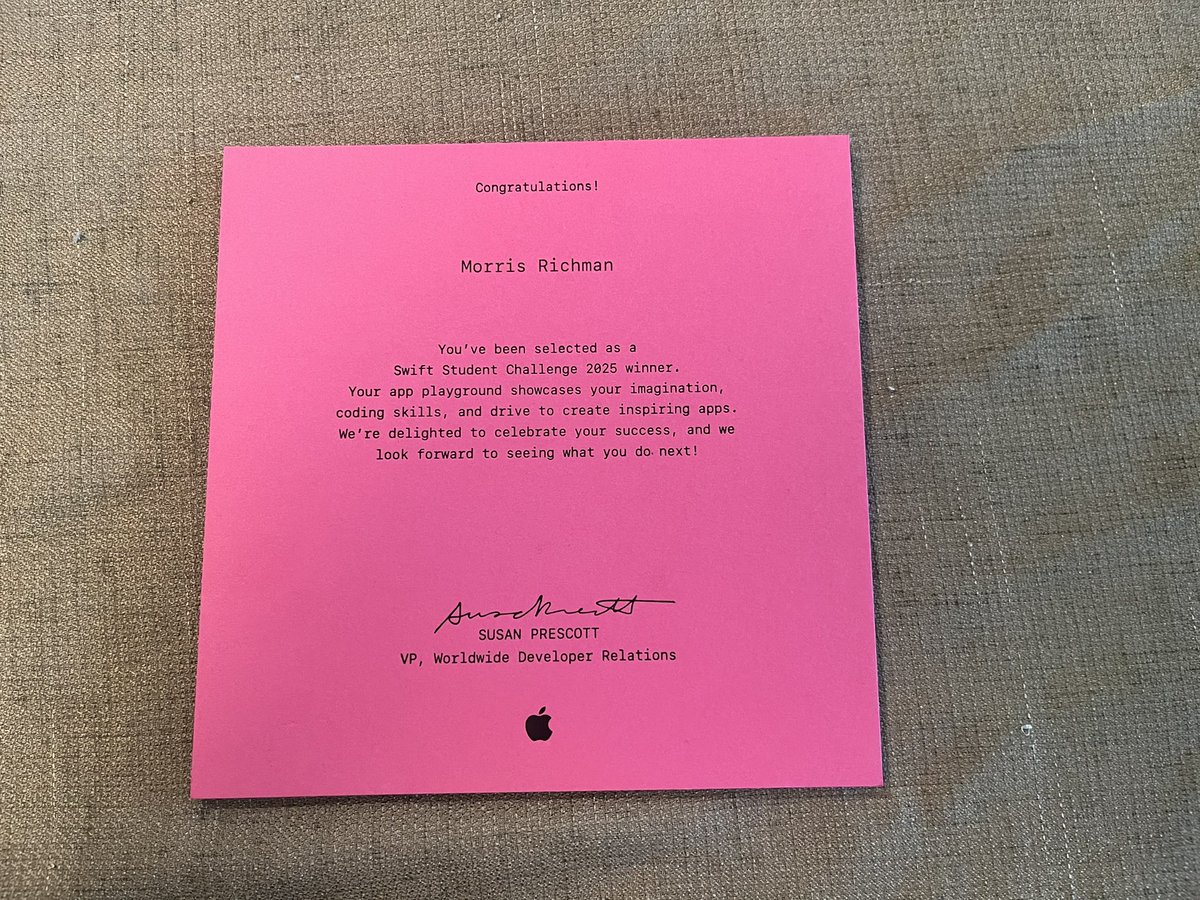 Congratulations!
Morris Richman
You've been selected as a
Swift Student Challenge 2025 winner.
Your app playground showcases your imagination,
coding skills, and drive to create inspiring apps.
We're delighted to celebrate your success, and we
look forward to seeing what you do next!
SUSAN PRESCOTT
VP, Worldwide Developer Relations